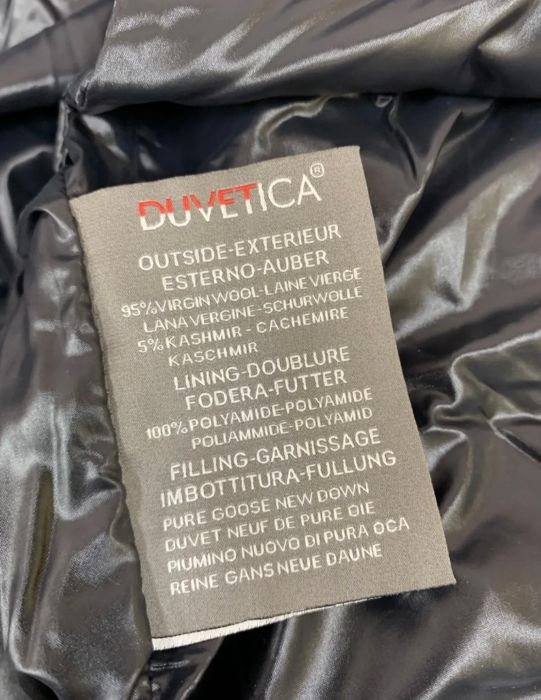 DUVETICA®
OUTSIDE-EXTERIEUR
ESTERNO-AUBER
95%VIRGINWOOL-LAINE VIERGE
LANA VERGINE-SCHURWOLLE
5% KASHMIR - CACHEMIRE
KASCHMIR
LINING-DOUBLURE
FODERA-FUTTER
100%POLYAMIDE-POLYAMIDE
POLIAMMIDE-POLYAMID
FILLING-GARNISSAGE
IMBOTTITURA-FULLUNG
PURE GOOSE NEW DOWN
DUVET NEUF DE PURE OIE
PIUMINO NUOVO DI PURA OCA
REINE GANS NEUE DAUNE